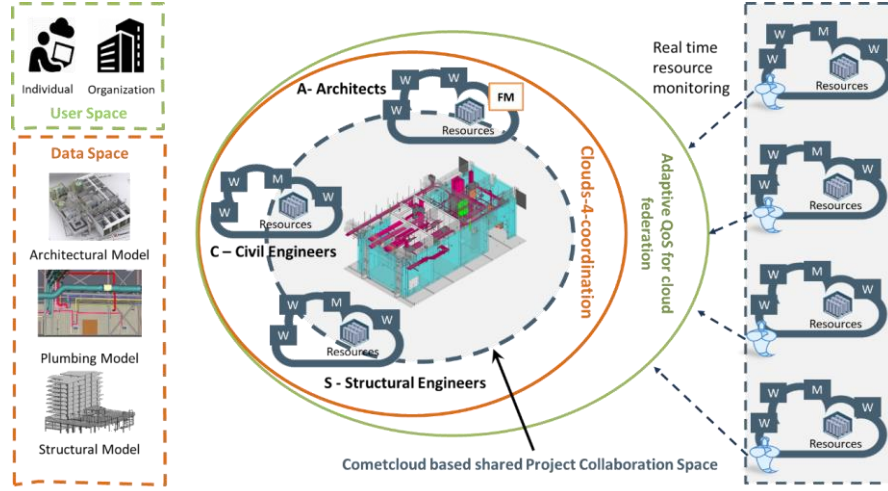 Individual
Organization
User Space
Data Space
Architectural Model
Plumbing Model
Structural Model
A- Architects
W
W
W
FM
Resources
W
M
W
W
Resources
C – Civil Engineers
W
M
W
W
Resources
S - Structural Engineers
Clouds-4-coordination
Adaptive QoS for cloud
federation
Cometcloud based shared Project Collaboration Space
Real time
resource
monitoring
W
M
W
W
Resources
W
M
W
W
Resources
W
M
W
W
Resources
W
M
W
W
Resources